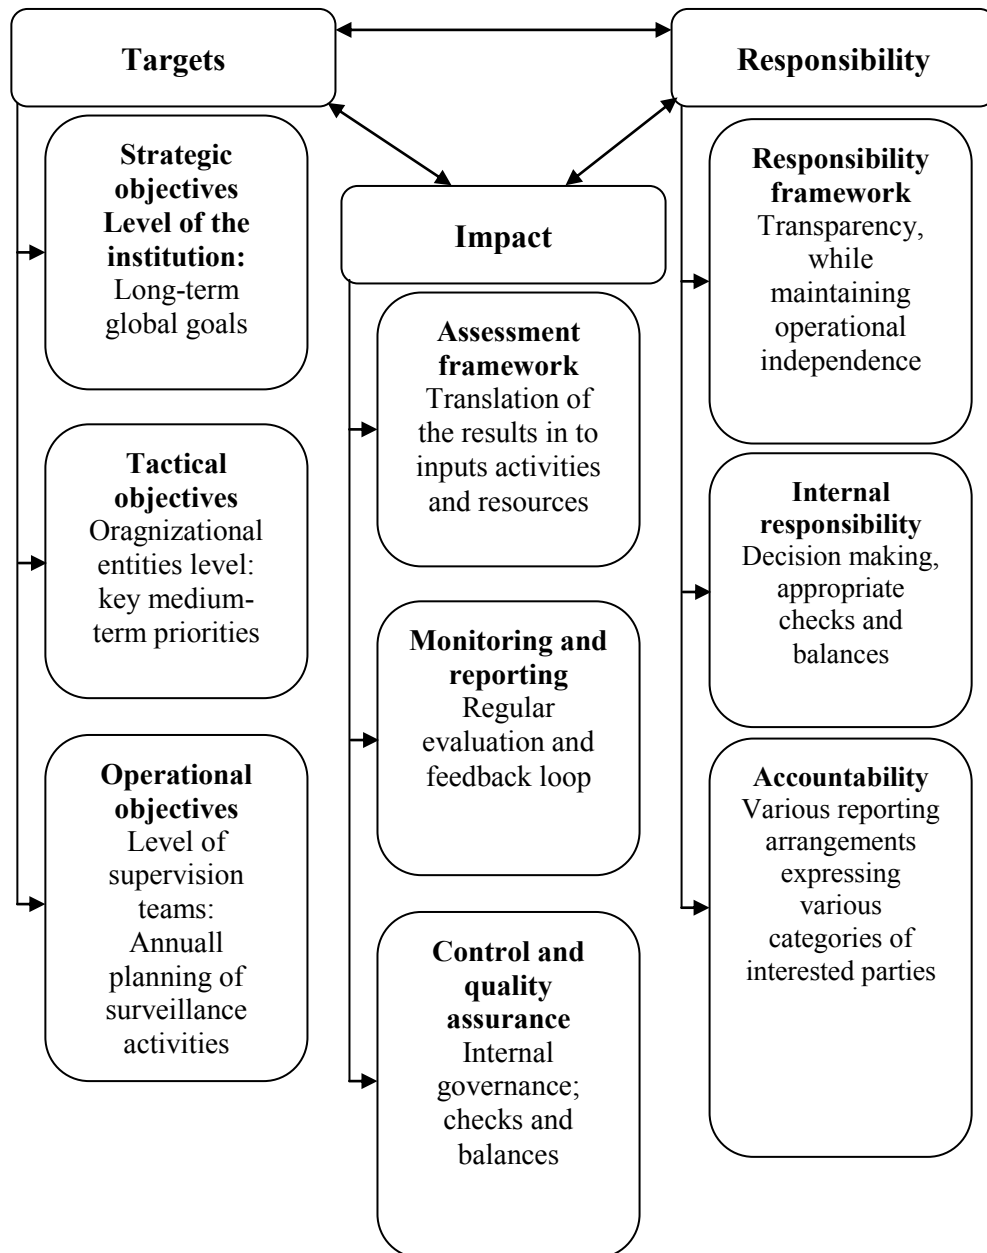 Targets
Strategic
objectives
Level of the
institution:
Long-term
global goals
Tactical
objectives
Oragnizational
entities level:
key medium-
term priorities
Operational
objectives
Level of
supervision
teams:
Annuall
planning of
surveillance
activities
Impact
Assessment
framework
Translation of
the results in to
inputs activities
and resources
Monitoring and
reporting
Regular
evaluation and
feedback loop
Control and
quality
assurance
Internal
governance;
checks and
balances
Responsibility
Responsibility
framework
Transparency,
while
maintaining
operational
independence
Internal
responsibility
Decision making,
appropriate
checks and
balances
Accountability
Various reporting
arrangements
expressing
various
categories of
interested parties